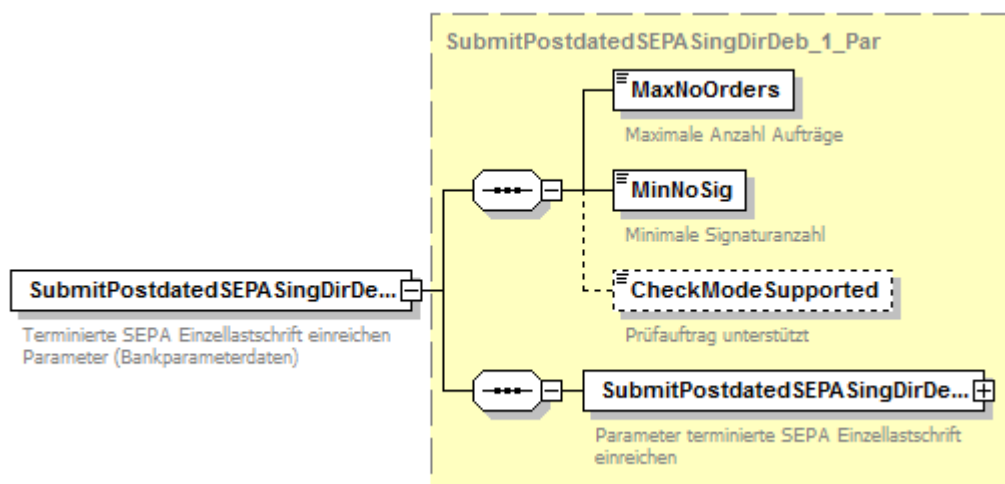 SubmitPostdatedSEPASingDirDeb_1_Par
MaxNoOrders
Maximale Anzahl Aufträge
MinNoSig
Minimale Signaturanzahl
SubmitPostdatedSEPASingDirDe...
Terminierte SEPA Einzellastschrift einreichen
Parameter (Bankparameterdaten)
CheckModeSupported
Prüfauftrag unterstützt
SubmitPostdatedSEPASingDirDe...
Parameter terminierte SEPA Einzellastschrift
einreichen